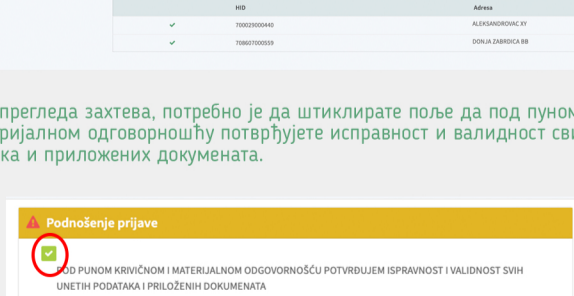 HID Adresa
700029000440 ALEKSANDROVAC XY
708607000559 DONJA ZABRDICA BB
прегледа захтева, потребно је да штиклирате поље да под пуном
ријалном одговорношћу потврђујете исправност и валидност сви
ка и приложених докумената.
Podnošenje prijave
POD PUNOM KRIVIČNOM I MATERIJALNOM ODGOVORNOŠĆU POTVRĐUJEM ISPRAVNOST I VALIDNOST SVIH
UNETIH PODATAKA I PRILOŽENIH DOKUMENATA